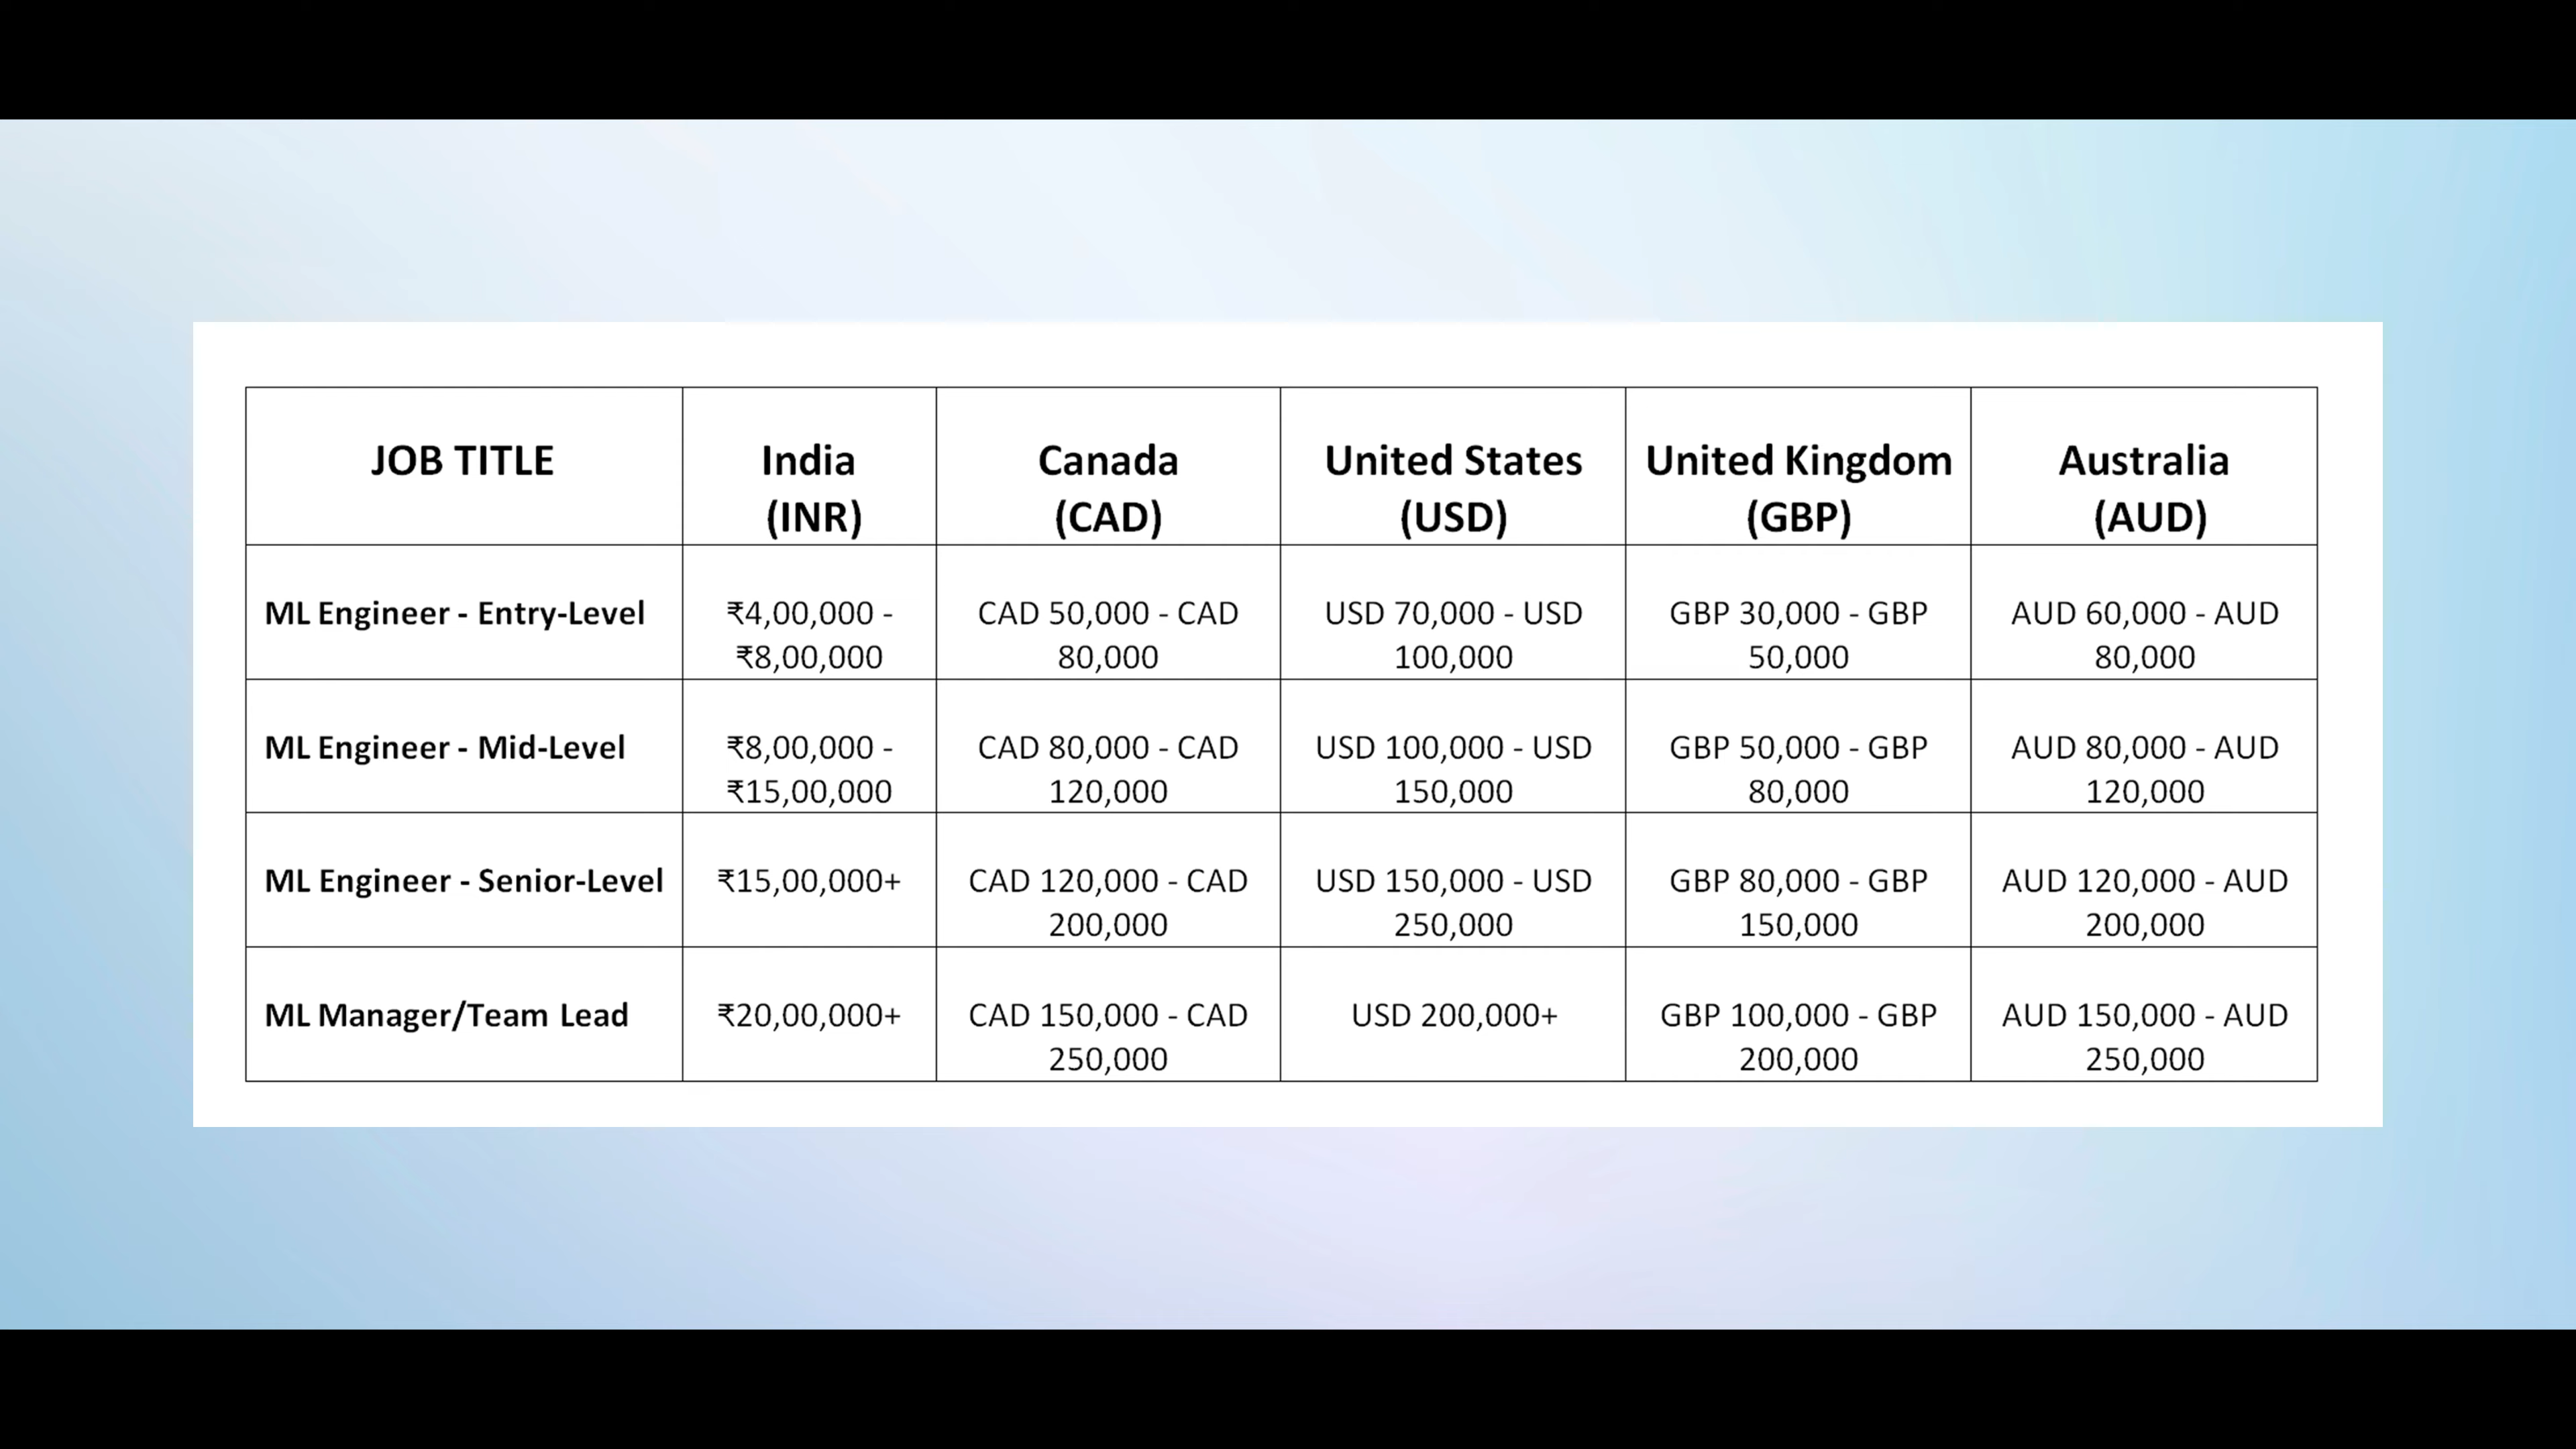 JOB TITLE
India
(INR)
Canada
(CAD)
United States
(USD)
United Kingdom
(GBP)
Australia
(AUD)
ML Engineer - Entry-Level
₹4,00,000 -
₹8,00,000
CAD 50,000 - CAD
80,000
USD 70,000 - USD
100,000
GBP 30,000 - GBP
50,000
AUD 60,000 - AUD
80,000
ML Engineer - Mid-Level
₹8,00,000 -
₹15,00,000
CAD 80,000 - CAD
120,000
USD 100,000 - USD
150,000
GBP 50,000 - GBP
80,000
AUD 80,000 - AUD
120,000
ML Engineer - Senior-Level
₹15,00,000+
CAD 120,000 - CAD
200,000
USD 150,000 - USD
250,000
GBP 80,000 - GBP
150,000
AUD 120,000 - AUD
200,000
ML Manager/Team Lead
₹20,00,000+
CAD 150,000 - CAD
250,000
USD 200,000+
GBP 100,000 - GBP
200,000
AUD 150,000 - AUD
250,000